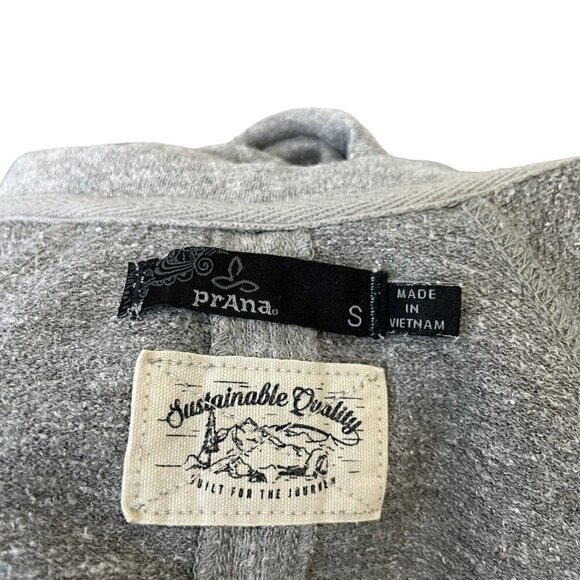 prAna
S
MADE
IN
VIETNAM
Sustainable Quality
BUILT FOR THE JOURNEY